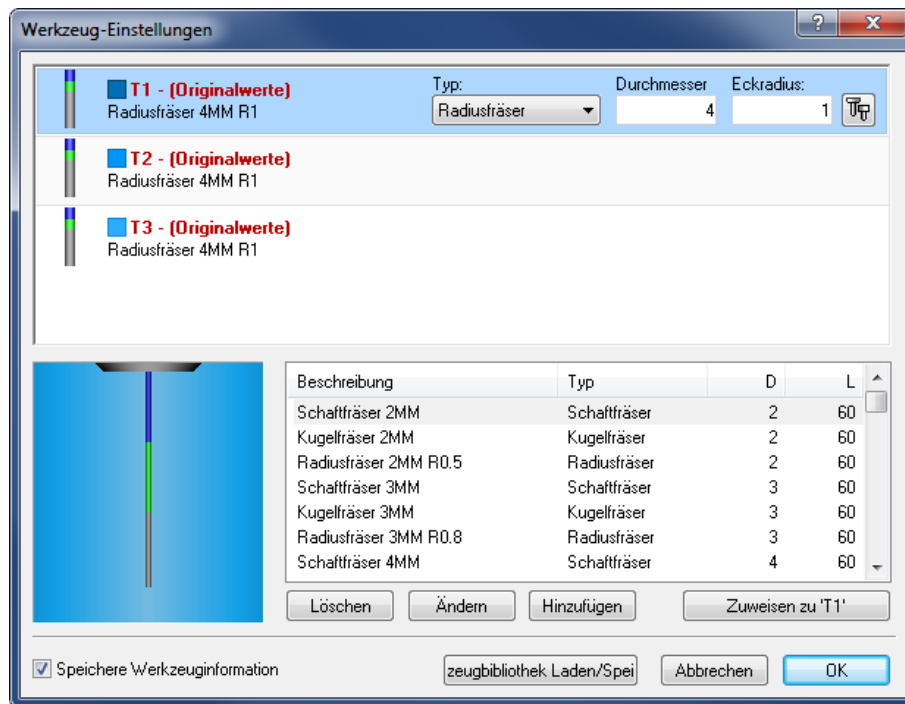 Werkzeug-Einstellungen
T1 - (Originalwerte)
Radiusfräser 4MM R1
Typ: Durchmesser Eckradius:
Radiusfräser 4 1
T2 - (Originalwerte)
Radiusfräser 4MM R1
T3 - (Originalwerte)
Radiusfräser 4MM R1
Beschreibung Typ D L
Schaftfräser 2MM Schaftfräser 2 60
Kugelfräser 2MM Kugelfräser 2 60
Radiusfräser 2MM R0.5 Radiusfräser 2 60
Schaftfräser 3MM Schaftfräser 3 60
Kugelfräser 3MM Kugelfräser 3 60
Radiusfräser 3MM R0.8 Radiusfräser 3 60
Schaftfräser 4MM Schaftfräser 4 60
Löschen Ändern Hinzufügen Zuweisen zu 'T1'
Speichere Werkzeuginformation zeugbibliothek Laden/Spei Abbrechen OK